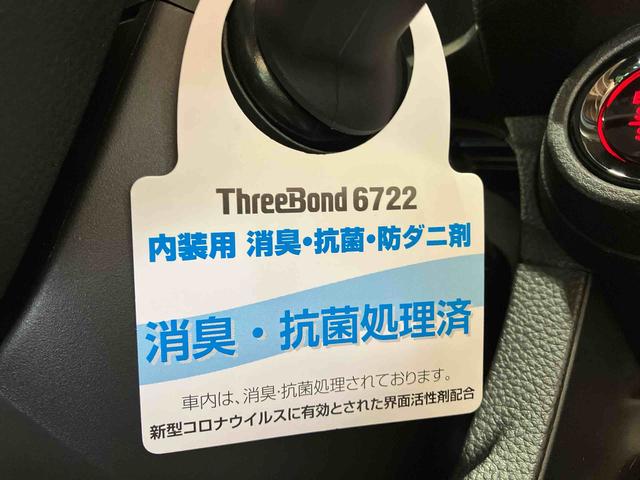 ThreeBond 6722
内装用 消臭・抗菌・防ダニ剤
消臭・抗菌処理済
車内は、消臭・抗菌処理されております。
新型コロナウイルスに有効とされた界面活性剤配合